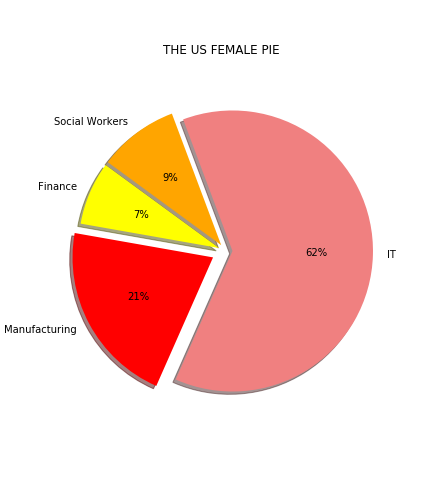 THE US FEMALE PIE
Social Workers
9%
Finance
7%
62%
IT
21%
Manufacturing